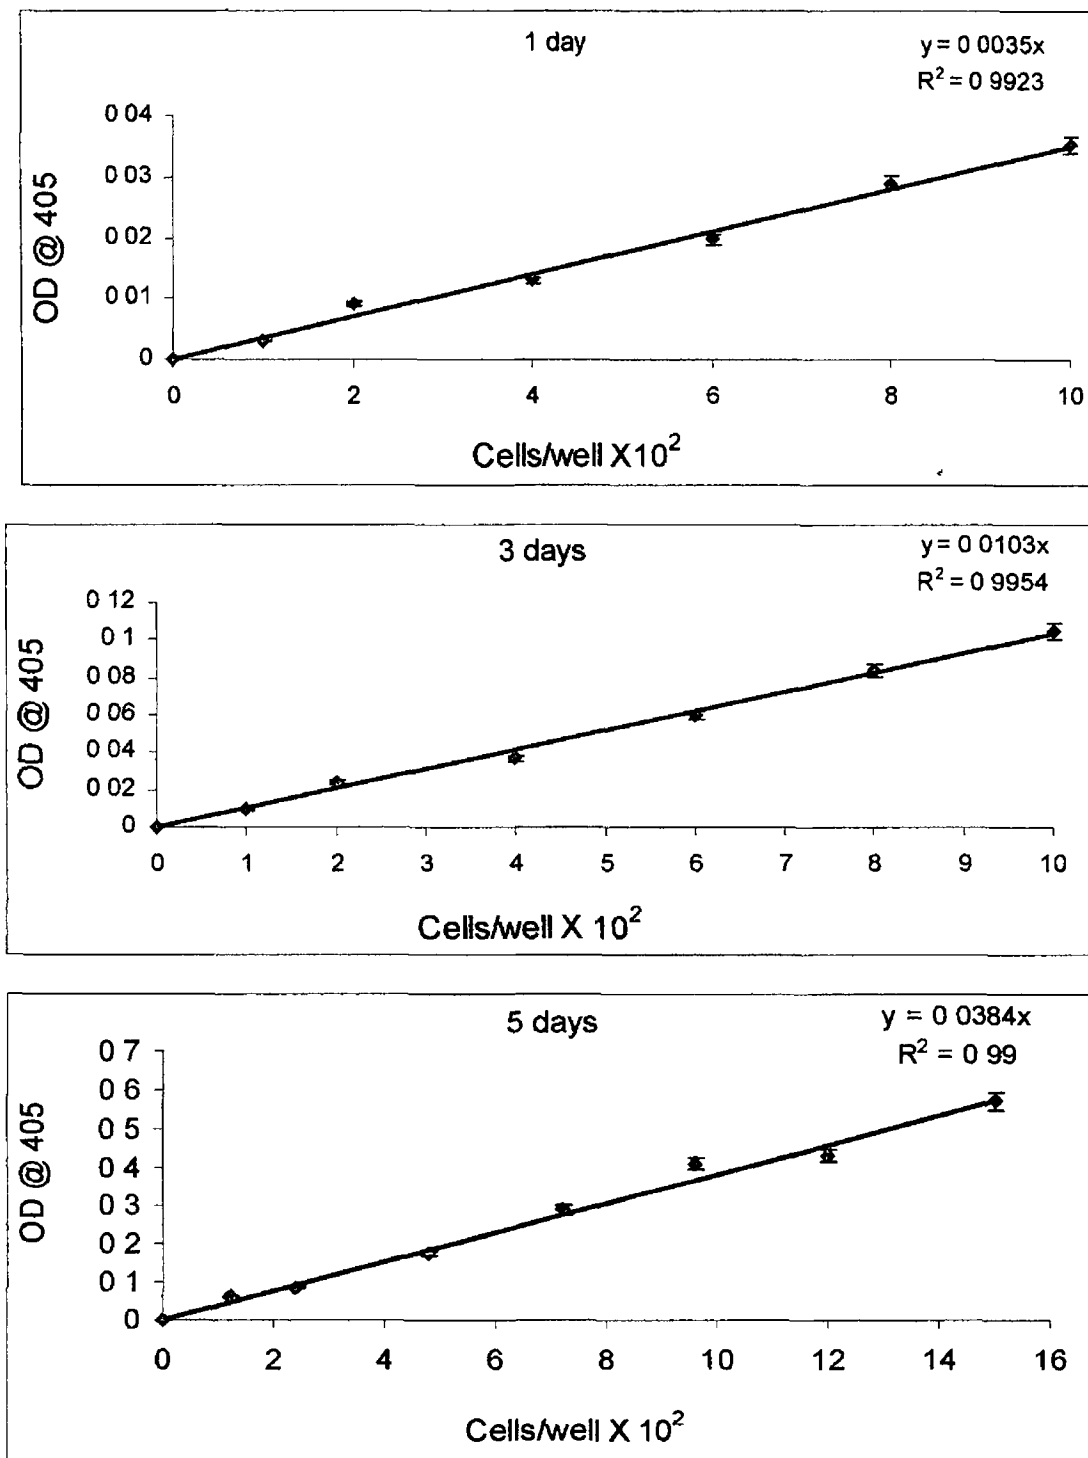 1 day
y = 0 0035x
R² = 0 9923
0 04
0 03
0 02
0 01
0
OD @ 405
0 2 4 6 8 10
Cells/well X10²
3 days
y = 0 0103x
R² = 0 9954
0 12
0 1
0 08
0 06
0 04
0 02
0
OD @ 405
0 1 2 3 4 5 6 7 8 9 10
Cells/well X 10²
5 days
y = 0 0384x
R² = 0 99
0 7
0 6
0 5
0 4
0 3
0 2
0 1
0
OD @ 405
0 2 4 6 8 10 12 14 16
Cells/well X 10²